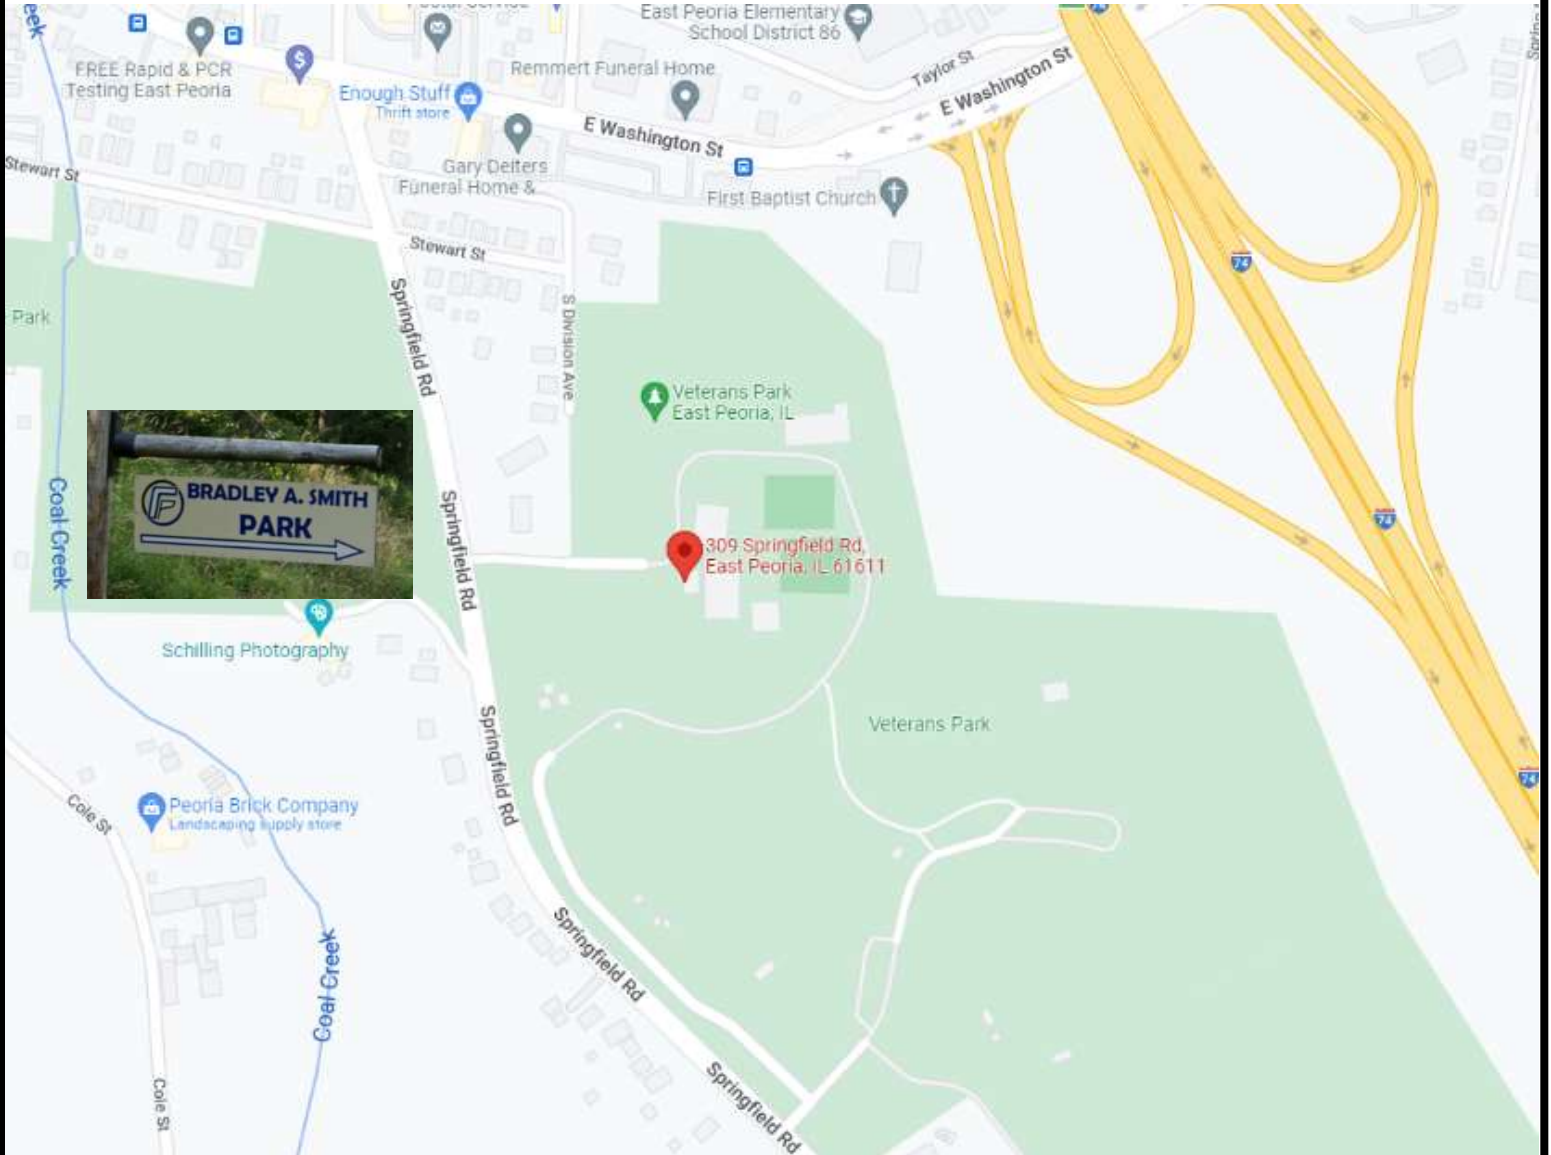 East Peoria Elementary
School District 86
FREE Rapid & PCR
Testing East Peoria
Enough Stuff
Thrift store
Remmert Funeral Home
Taylor St
E Washington St
E Washington St
Gary Deiters
Funeral Home &
First Baptist Church
Stewart St
Stewart St
74
Park
Springfield Rd
S Division Ave
Veterans Park
East Peoria, IL
BRADLEY A. SMITH
PARK
Coal Creek
Springfield Rd
74
309 Springfield Rd,
East Peoria, IL 61611
Schilling Photography
Springfield Rd
Veterans Park
74
Peoria Brick Company
Landscaping supply store
Cole St
Springfield Rd
Coal Creek
Cole St
Springfield Rd